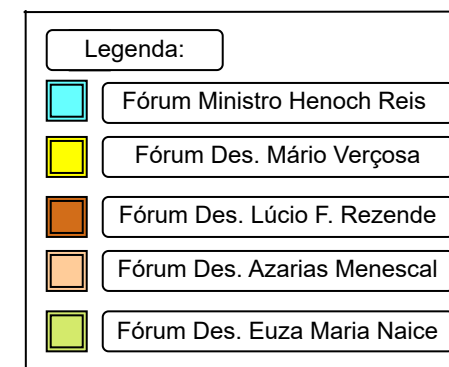 Legenda:
Fórum Ministro Henoch Reis
Fórum Des. Mário Verçosa
Fórum Des. Lúcio F. Rezende
Fórum Des. Azarias Menescal
Fórum Des. Euza Maria Naice